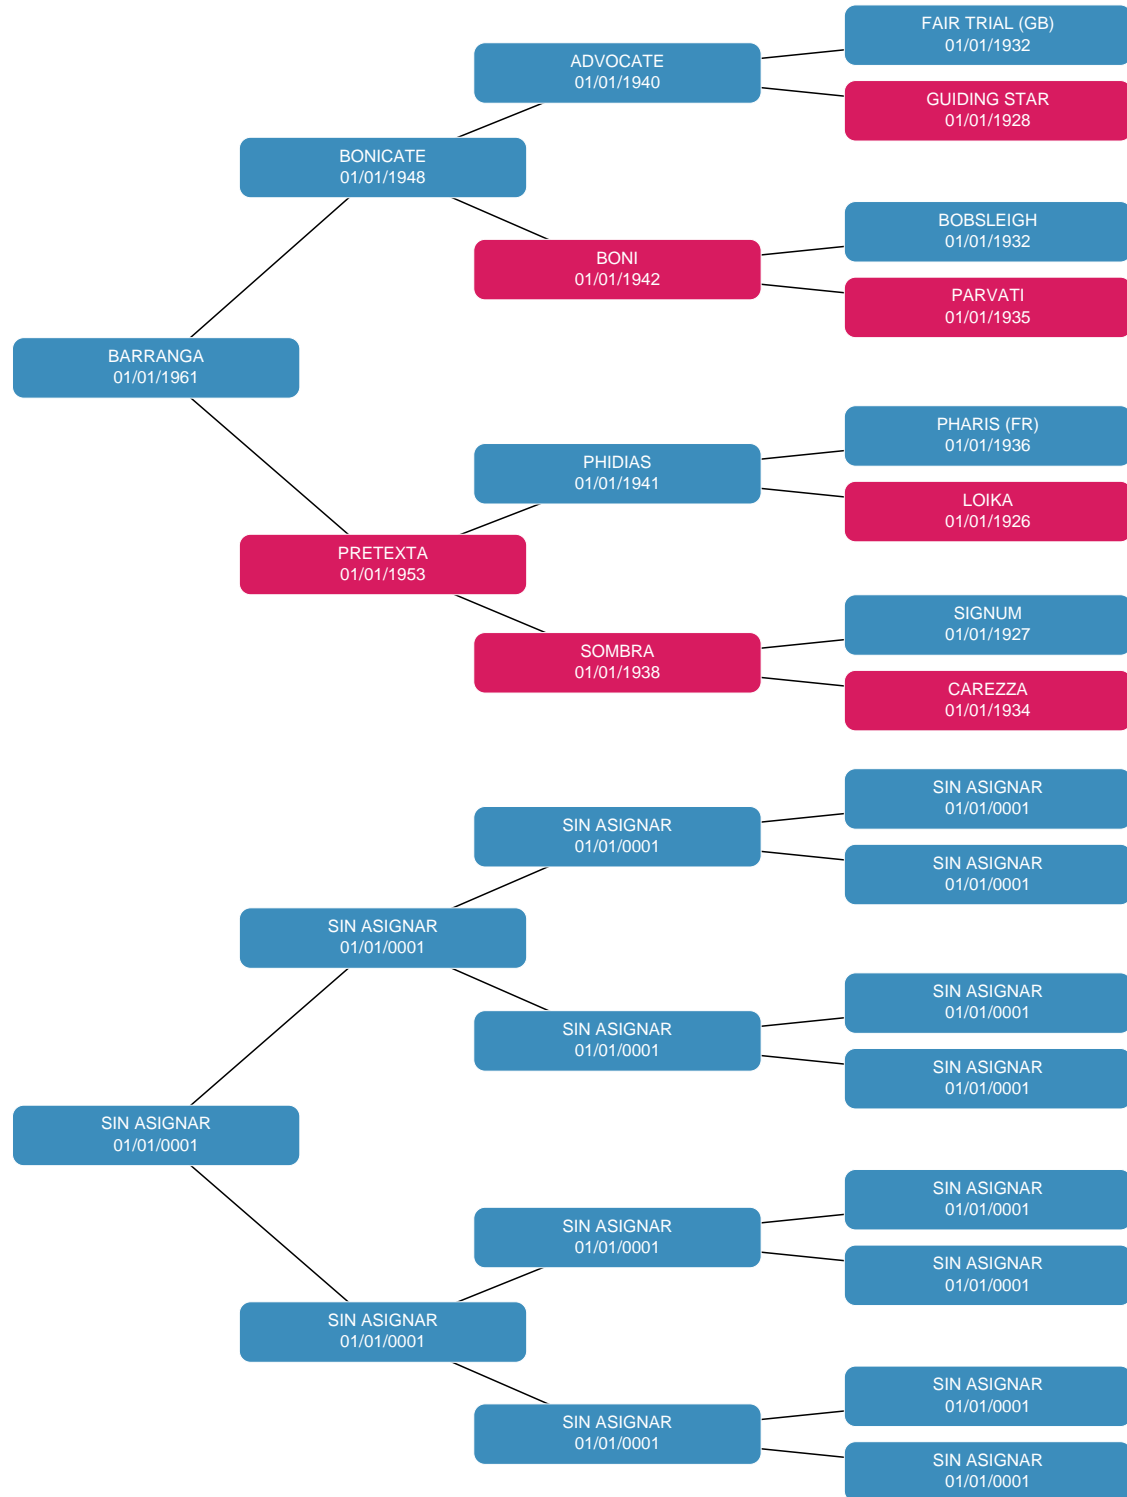 FAIR TRIAL (GB)
01/01/1932
ADVOCATE
01/01/1940
GUIDING STAR
01/01/1928
BONICATE
01/01/1948
BOBSLEIGH
01/01/1932
BONI
01/01/1942
PARVATI
01/01/1935
BARRANGA
01/01/1961
PHARIS (FR)
01/01/1936
PHIDIAS
01/01/1941
LOIKA
01/01/1926
PRETEXTA
01/01/1953
SIGNUM
01/01/1927
SOMBRA
01/01/1938
CAREZZA
01/01/1934
SIN ASIGNAR
01/01/0001
SIN ASIGNAR
01/01/0001
SIN ASIGNAR
01/01/0001
SIN ASIGNAR
01/01/0001
SIN ASIGNAR
01/01/0001
SIN ASIGNAR
01/01/0001
SIN ASIGNAR
01/01/0001
SIN ASIGNAR
01/01/0001
SIN ASIGNAR
01/01/0001
SIN ASIGNAR
01/01/0001
SIN ASIGNAR
01/01/0001
SIN ASIGNAR
01/01/0001
SIN ASIGNAR
01/01/0001
SIN ASIGNAR
01/01/0001
SIN ASIGNAR
01/01/0001